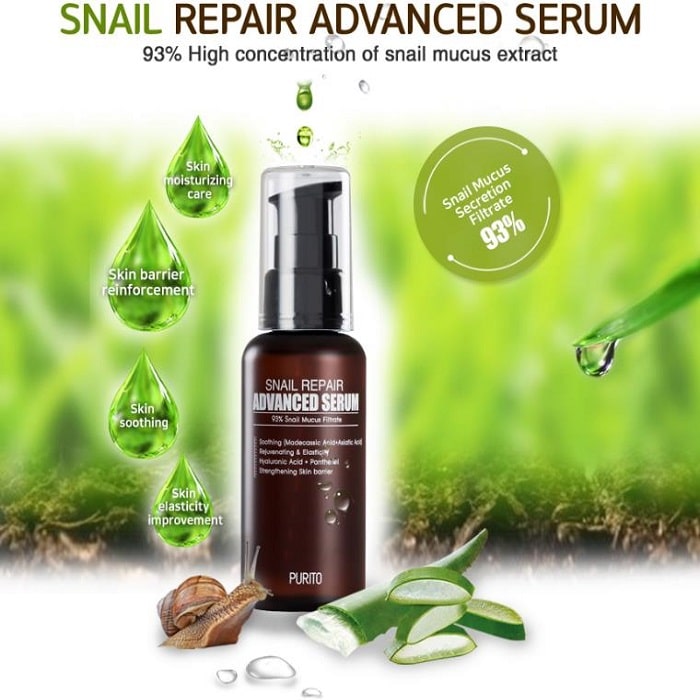 SNAIL REPAIR ADVANCED SERUM
93% High concentration of snail mucus extract
Skin
moisturizing
care
Skin barrier
reinforcement
Skin
soothing
Skin
elasticity
improvement
Snail Mucus
Secretion
Filtrate
93%
SNAIL REPAIR
ADVANCED SERUM
93% Snail Mucus Filtrate
Soothing (Madecassic Acid+Asiatic Acid)
Rejuvenating & Elasticity
Hyaluronic Acid + Panthenol
Strengthening Skin barrier
PURITO